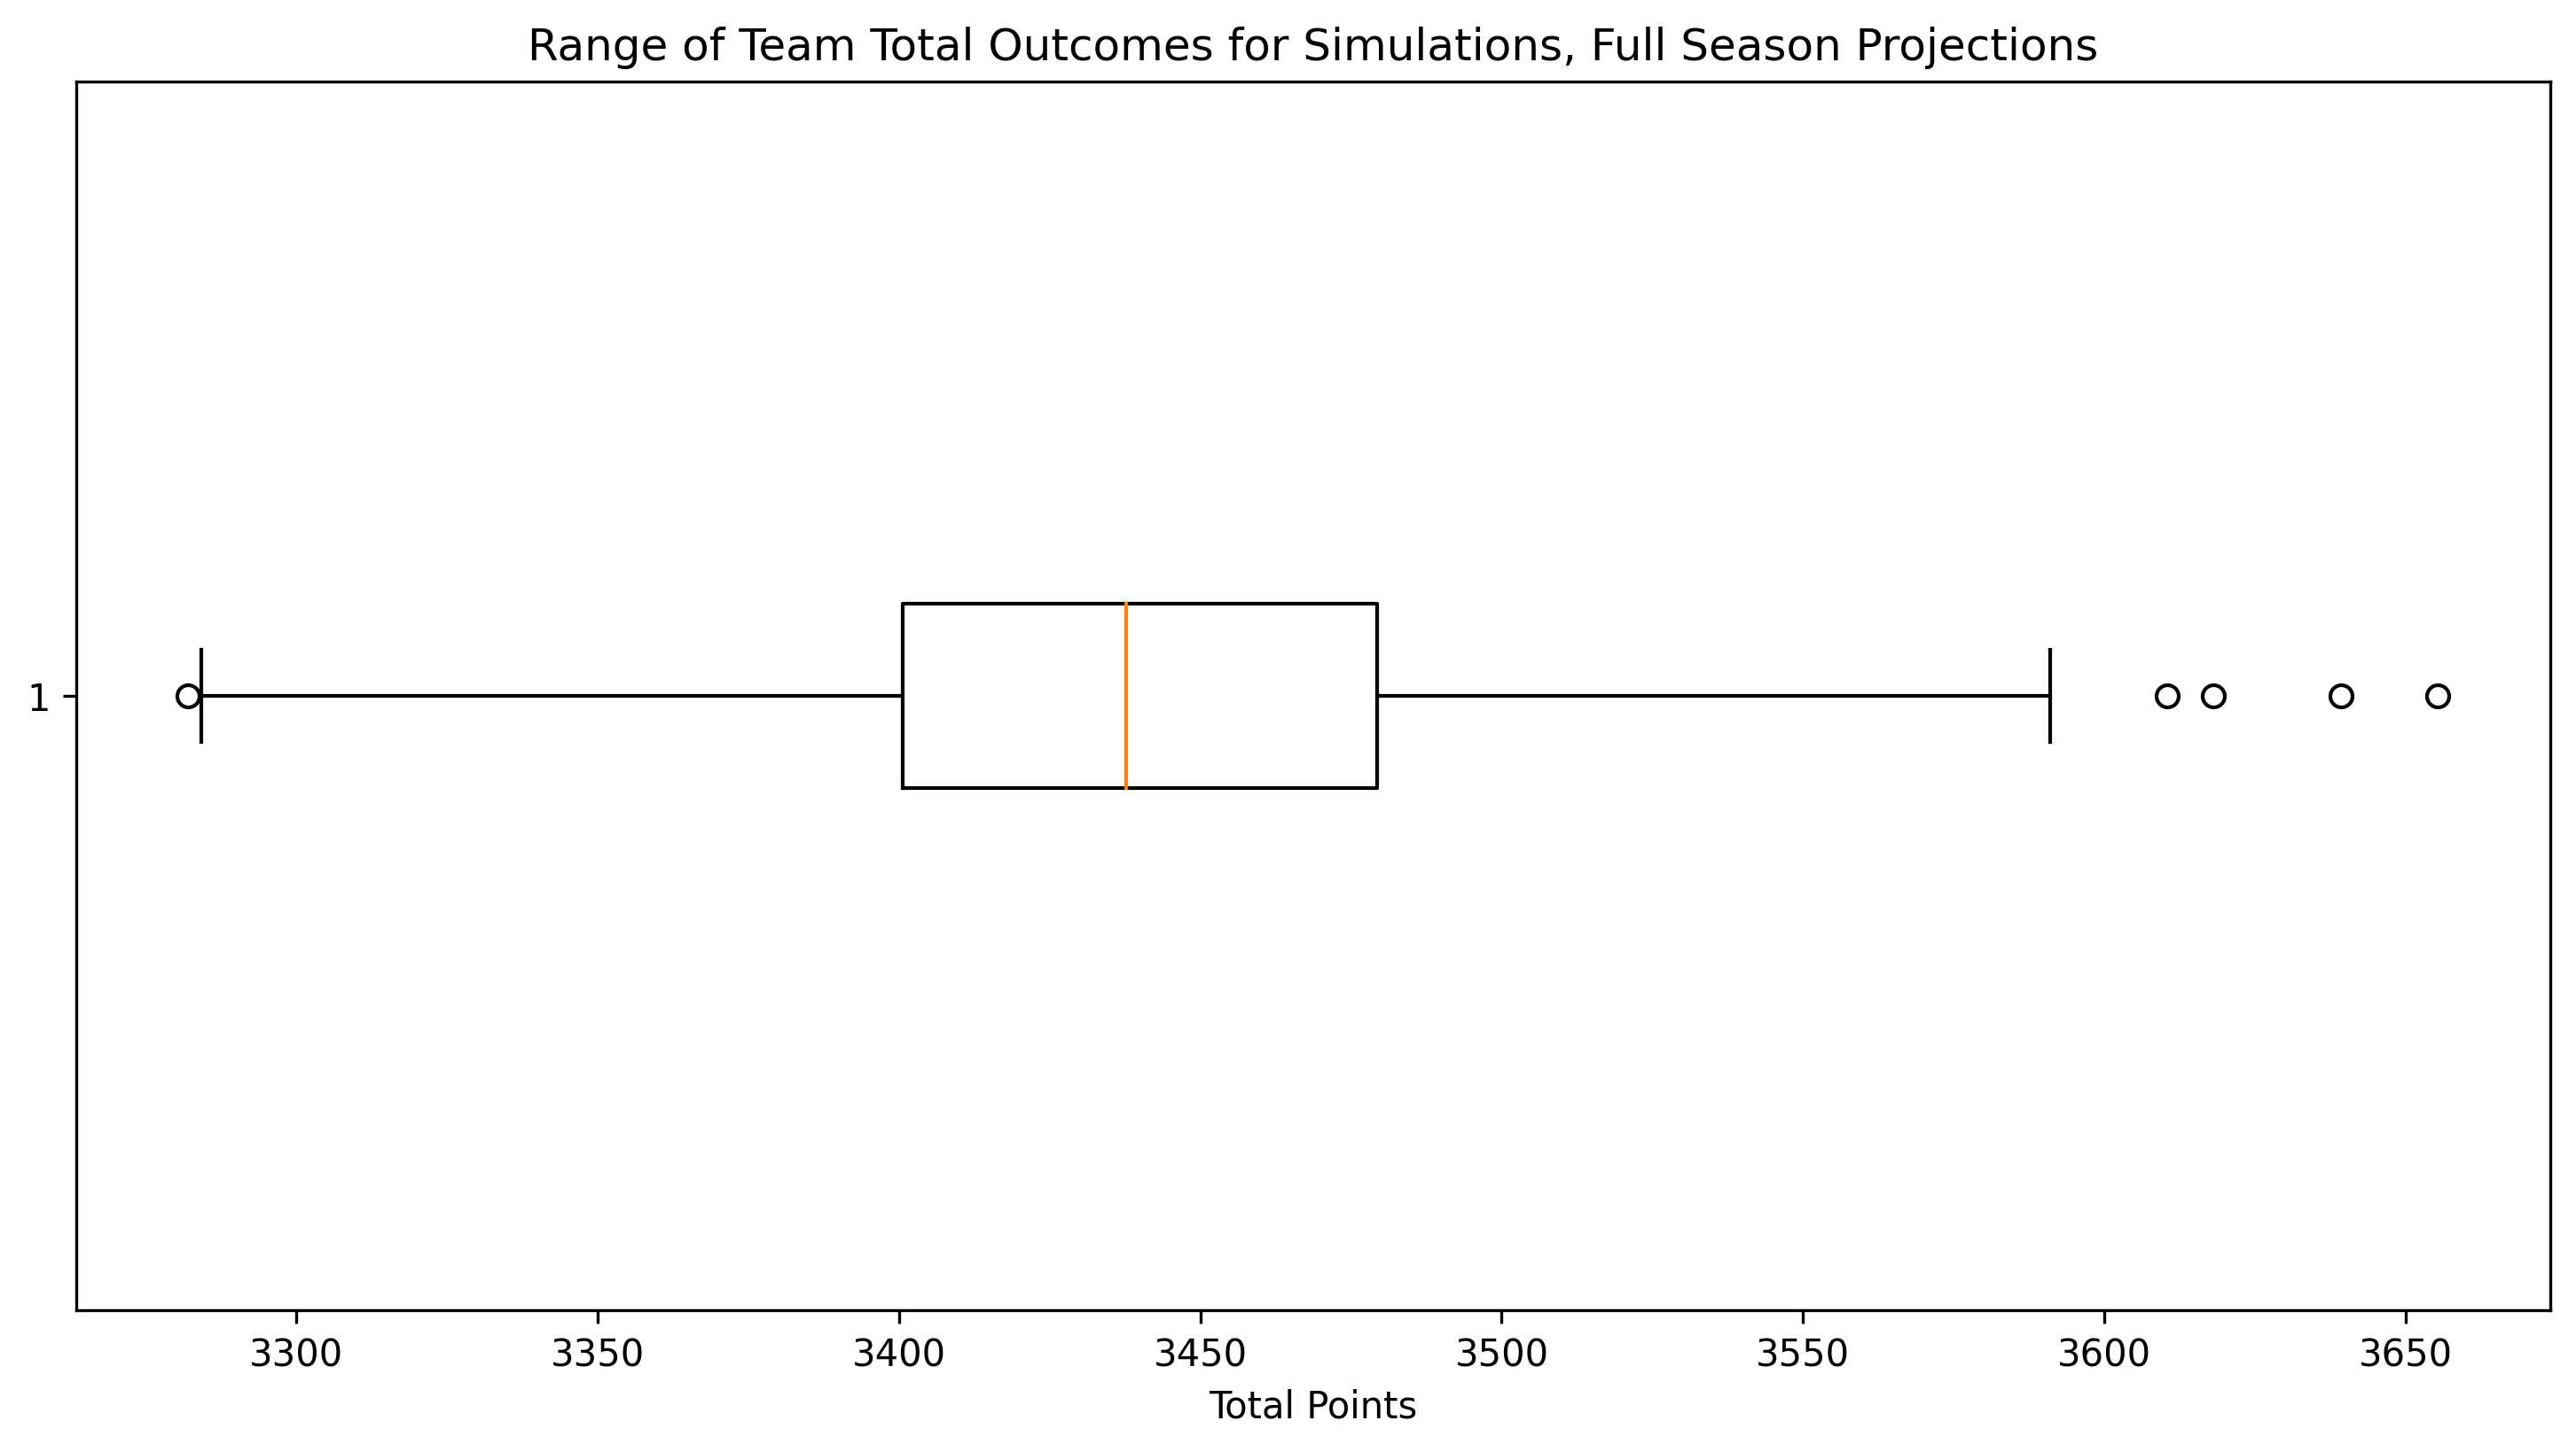 Range of Team Total Outcomes for Simulations, Full Season Projections
1
3300 3350 3400 3450 3500 3550 3600 3650
Total Points